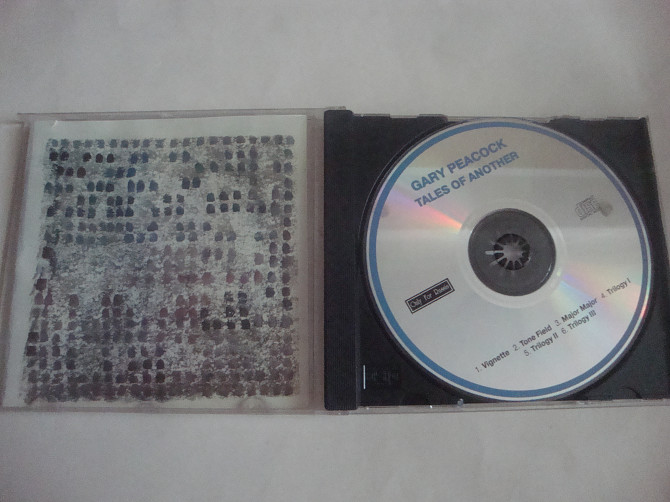 GARY PEACOCK
TALES OF ANOTHER
Only For Russia
1. Vignette 2. Tone Field 3. Major Major 4. Trilogy I
5. Trilogy II 6. Trilogy III